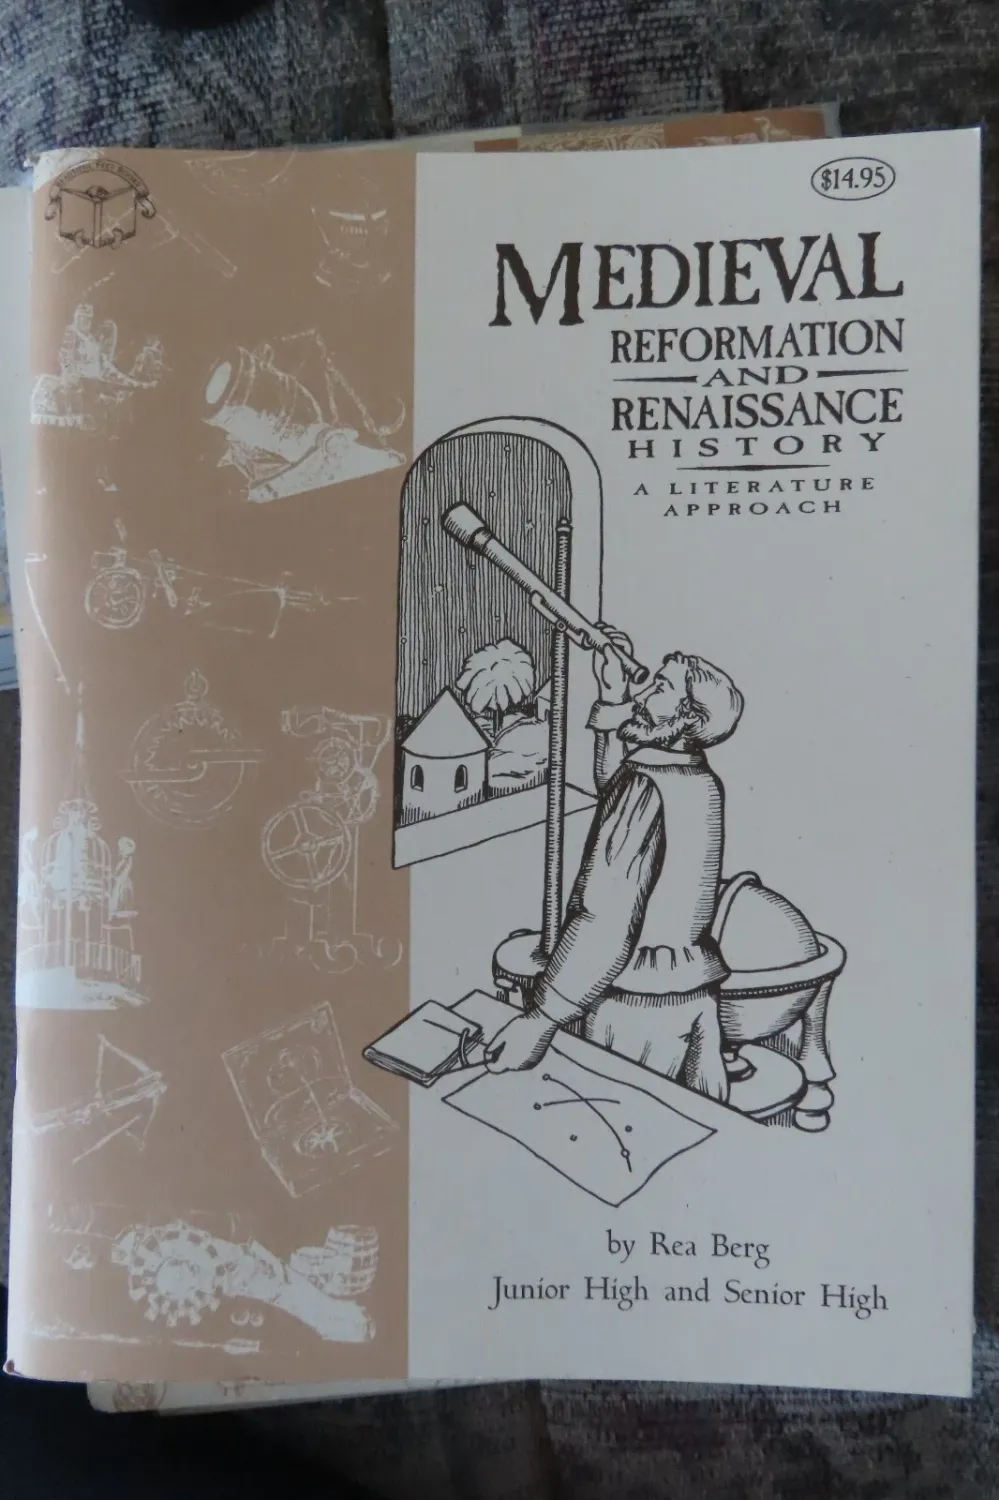 $14.95
MEDIEVAL
REFORMATION
AND
RENAISSANCE
HISTORY
A LITERATURE
APPROACH
by Rea Berg
Junior High and Senior High